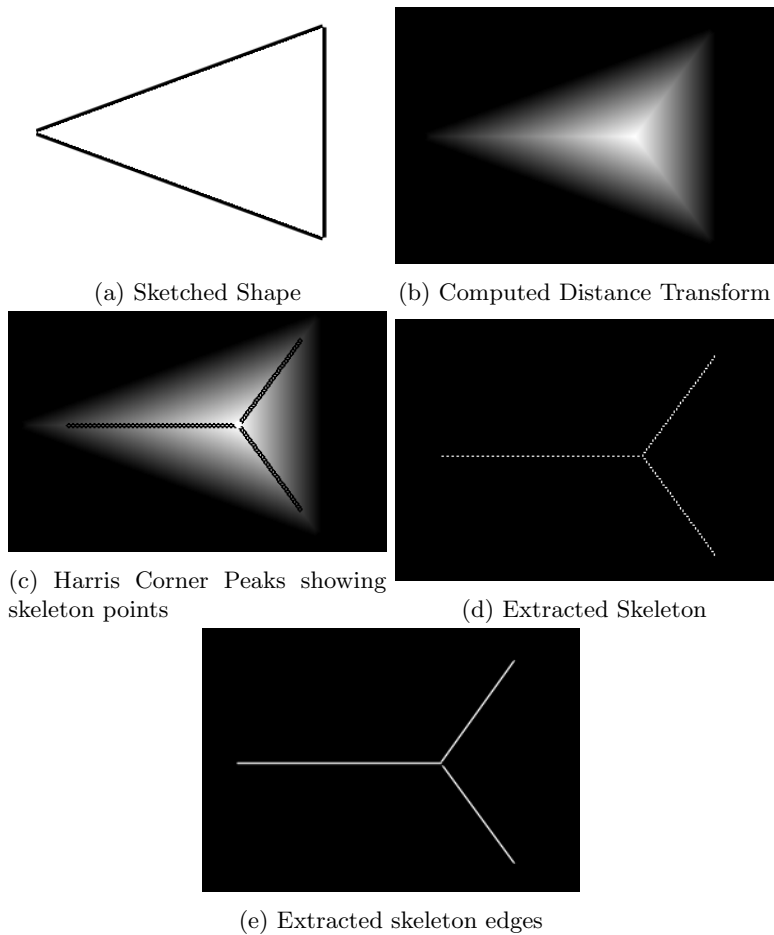 (a) Sketched Shape
(b) Computed Distance Transform
(c) Harris Corner Peaks showing
skeleton points
(d) Extracted Skeleton
(e) Extracted skeleton edges